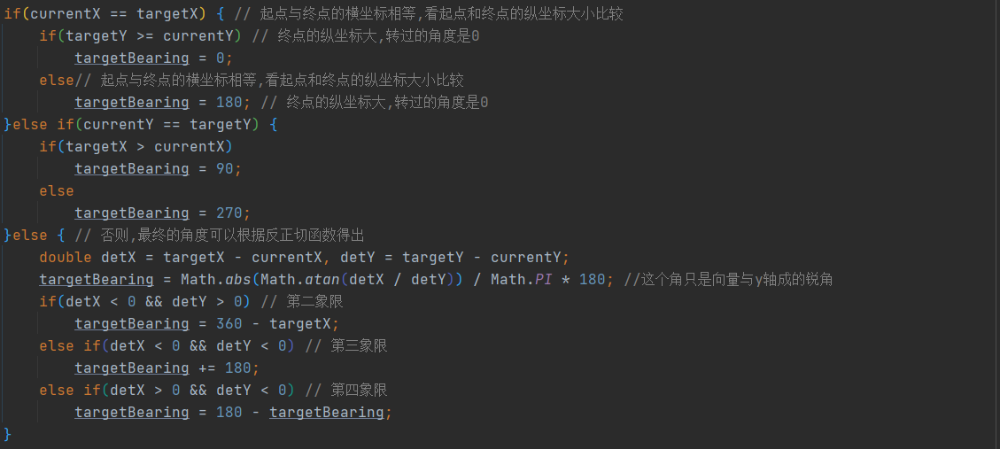 if(currentX == targetX) { // 起点与终点的横坐标相等,看起点和终点的纵坐标大小比较
    if(targetY >= currentY) // 终点的纵坐标大,转过的角度是0
        targetBearing = 0;
    else// 起点与终点的横坐标相等,看起点和终点的纵坐标大小比较
        targetBearing = 180; // 终点的纵坐标大,转过的角度是0
}else if(currentY == targetY) {
    if(targetX > currentX)
        targetBearing = 90;
    else
        targetBearing = 270;
}else { // 否则,最终的角度可以根据反正切函数得出
    double detX = targetX - currentX, detY = targetY - currentY;
    targetBearing = Math.abs(Math.atan(detX / detY)) / Math.PI * 180; //这个角只是向量与y轴成的锐角
    if(detX < 0 && detY > 0) // 第二象限
        targetBearing = 360 - targetX;
    else if(detX < 0 && detY < 0) // 第三象限
        targetBearing += 180;
    else if(detX > 0 && detY < 0) // 第四象限
        targetBearing = 180 - targetBearing;
}